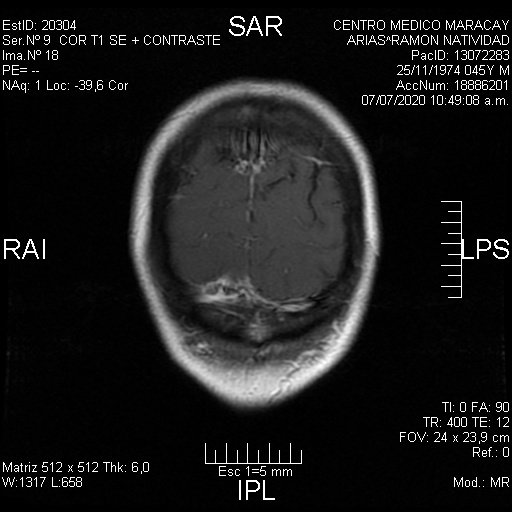 EstID: 20304
Ser.Nº 9 COR T1 SE + CONTRASTE
Ima.Nº 18
PE= --
NAq: 1 Loc: -39,6 Cor
SAR
CENTRO MEDICO MARACAY
ARIAS^RAMON NATIVIDAD
PacID: 13072283
25/11/1974 045Y M
AccNum: 18886201
07/07/2020 10:49:08 a.m.
RAI
LPS
TI: 0 FA: 90
TR: 400 TE: 12
FOV: 24 x 23,9 cm
Ref.: 0
Mod.: MR
Matriz 512 x 512 Thk: 6,0
W:1317 L:658
Esc 1=5 mm
IPL